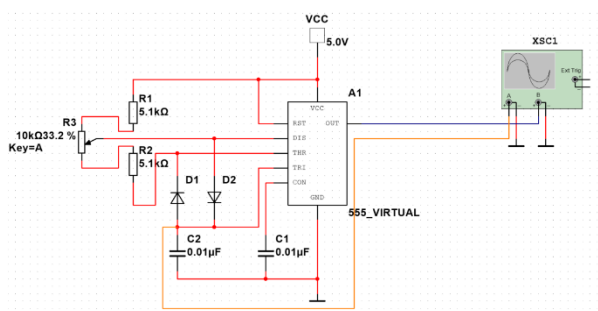 VCC
5.0V
XSC1
Ext Trig
A
B
A1
R1
5.1kΩ
R3
10kΩ33.2 %
Key=A
R2
5.1kΩ
VCC
RST
OUT
DIS
THR
TRI
CON
GND
555_VIRTUAL
D1
D2
C2
0.01µF
C1
0.01µF